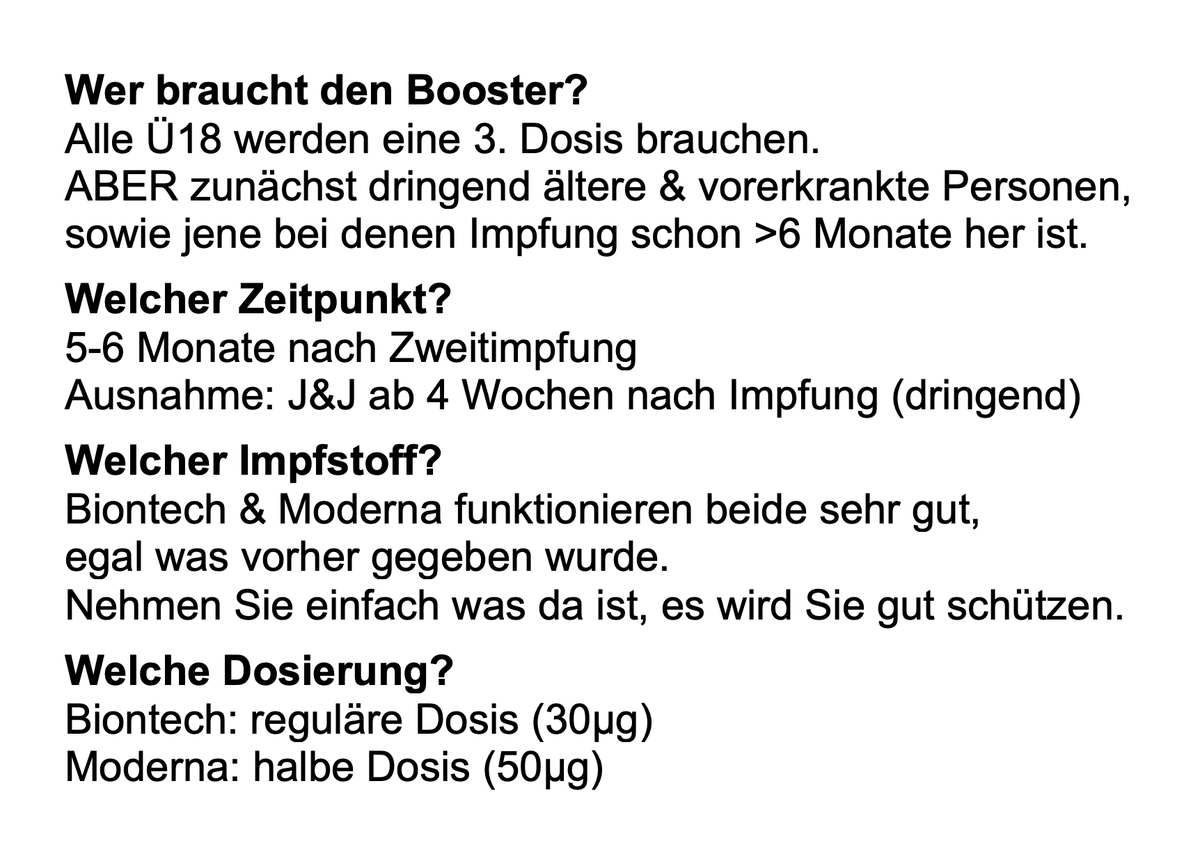 Wer braucht den Booster?
Alle Ü18 werden eine 3. Dosis brauchen.
ABER zunächst dringend ältere & vorerkrankte Personen,
sowie jene bei denen Impfung schon >6 Monate her ist.
Welcher Zeitpunkt?
5-6 Monate nach Zweitimpfung
Ausnahme: J&J ab 4 Wochen nach Impfung (dringend)
Welcher Impfstoff?
Biontech & Moderna funktionieren beide sehr gut,
egal was vorher gegeben wurde.
Nehmen Sie einfach was da ist, es wird Sie gut schützen.
Welche Dosierung?
Biontech: reguläre Dosis (30µg)
Moderna: halbe Dosis (50µg)